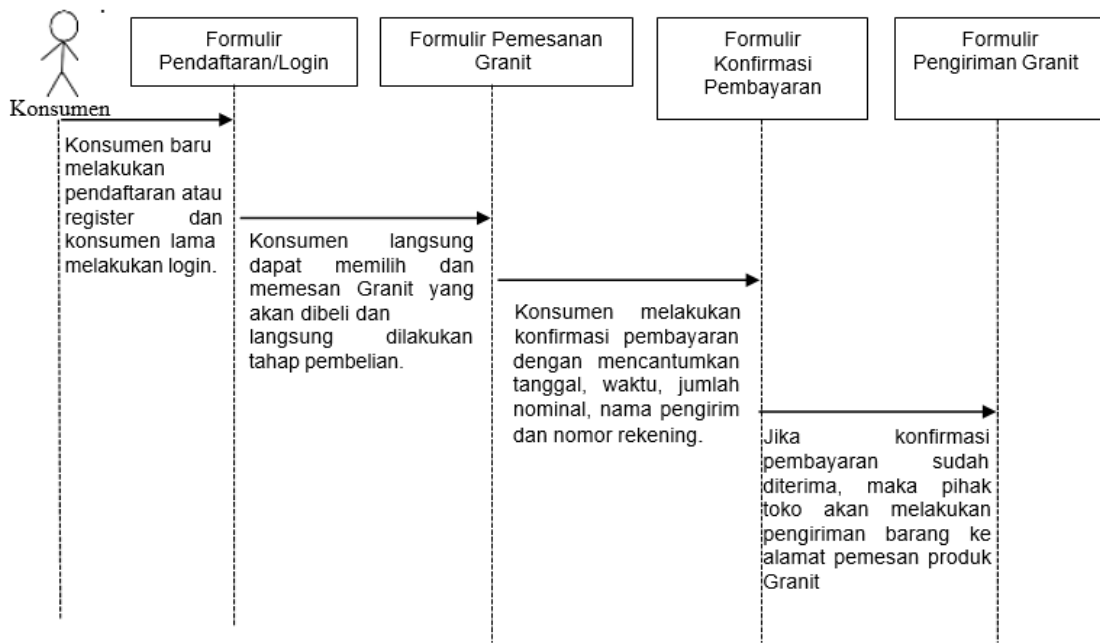 Konsumen
Formulir
Pendaftaran/Login
Formulir Pemesanan
Granit
Formulir
Konfirmasi
Pembayaran
Formulir
Pengiriman Granit
Konsumen baru
melakukan
pendaftaran atau
register dan
konsumen lama
melakukan login.
Konsumen langsung
dapat memilih dan
memesan Granit yang
akan dibeli dan
langsung dilakukan
tahap pembelian.
Konsumen melakukan
konfirmasi pembayaran
dengan mencantumkan
tanggal, waktu, jumlah
nominal, nama pengirim
dan nomor rekening.
Jika konfirmasi
pembayaran sudah
diterima, maka pihak
toko akan melakukan
pengiriman barang ke
alamat pemesan produk
Granit